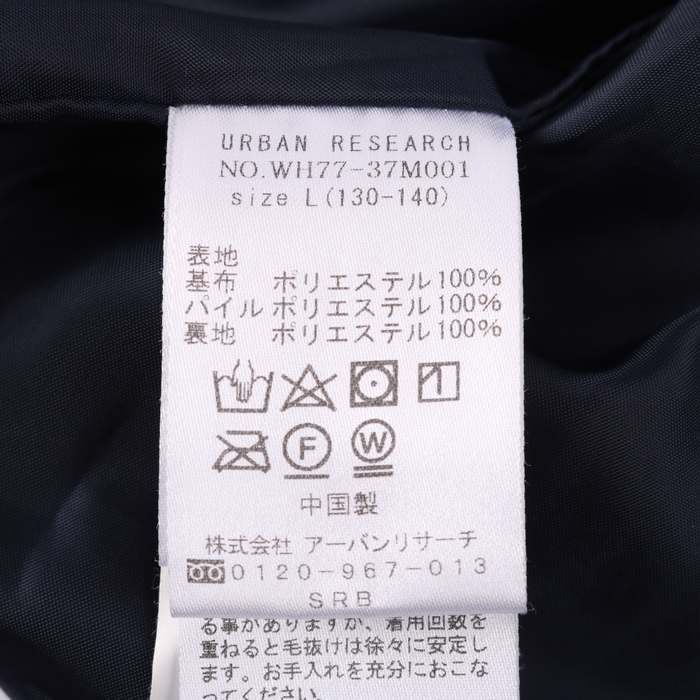 URBAN RESEARCH
NO.WH77-37M001
size L(130-140)
表地
基布 ポリエステル100%
パイル ポリエステル100%
裏地 ポリエステル100%
F W
中国製
株式会社 アーバンリサーチ
0120-967-013
SRB
る事がありますが、着用回数を
重ねると毛抜けは徐々に安定し
ます。お手入れを充分におこな